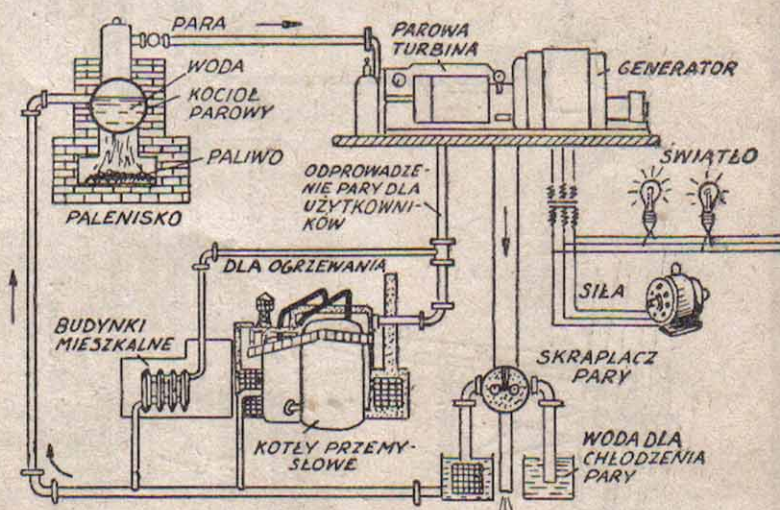 PARA
PAROWA
TURBINA
GENERATOR
WODA
KOCIOŁ
PAROWY
PALIWO
PALENISKO
ODPROWADZE-
NIE PARY DLA
UŻYTKOWNI-
KÓW
ŚWIATŁO
DLA OGRZEWANIA
SIŁA
BUDYNKI
MIESZKALNE
SKRAPLACZ
PARY
KOTŁY PRZEMY-
SŁOWE
WODA DLA
CHŁODZENIA
PARY